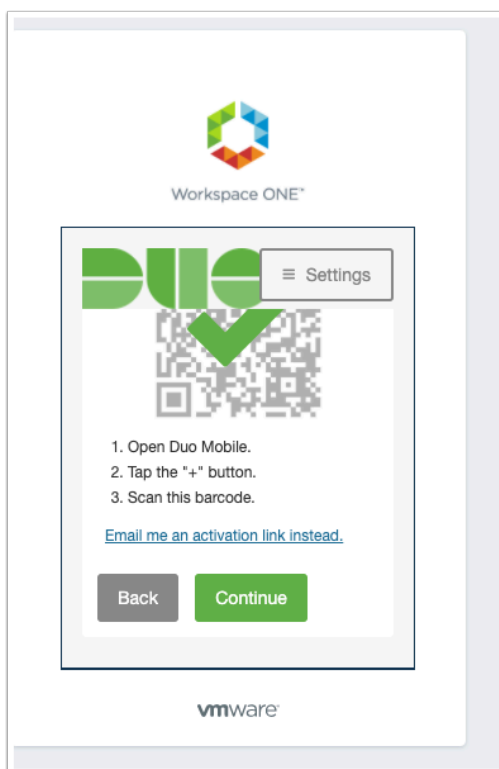 Workspace ONE™
DUO
≡ Settings
1. Open Duo Mobile.
2. Tap the "+" button.
3. Scan this barcode.
Email me an activation link instead.
Back
Continue
vmware®